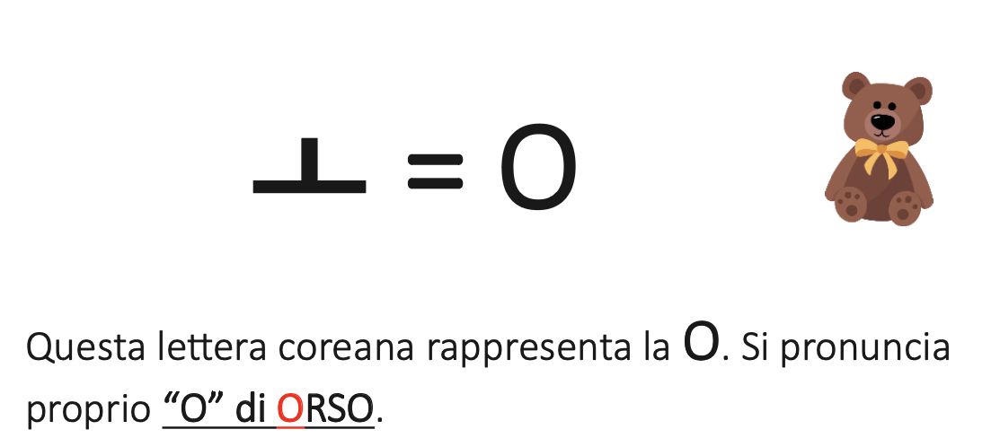 ㅗ = O
Questa lettera coreana rappresenta la O. Si pronuncia
proprio “O” di ORSO.